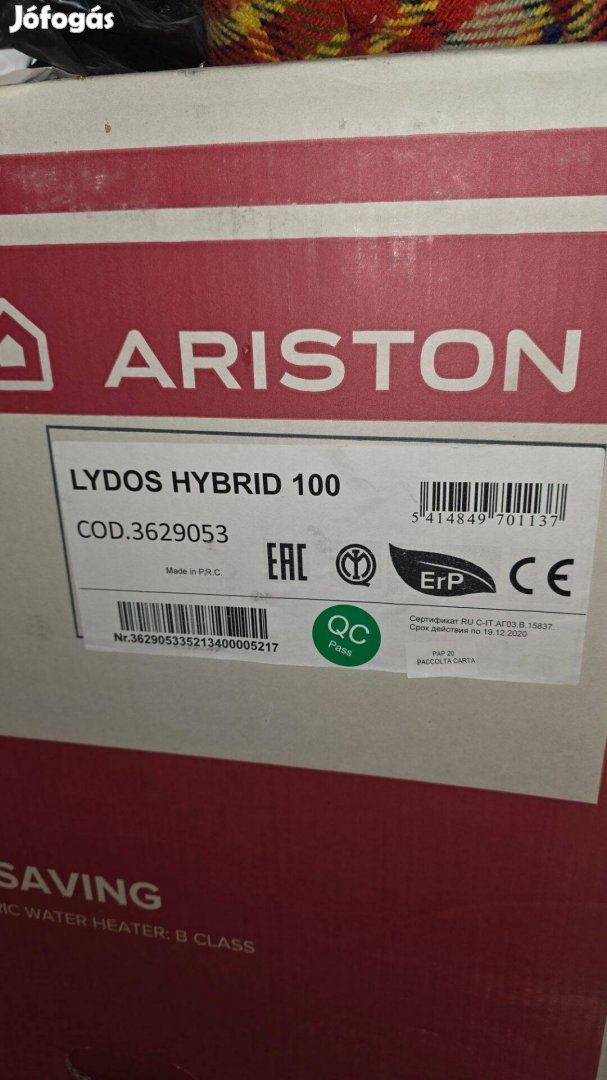 Jófogás
ARISTON
LYDOS HYBRID 100
5 414849 701137
COD.3629053
EAC
Made in P.R.C.
ErP
CE
Nr.362905335213400005217
QC
Pass
Сертификат RU C-IT.АГ03.В.15837.
Срок действия по 19.12.2020
PAP 20
RACCOLTA CARTA
SAVING
RIC WATER HEATER: B CLASS